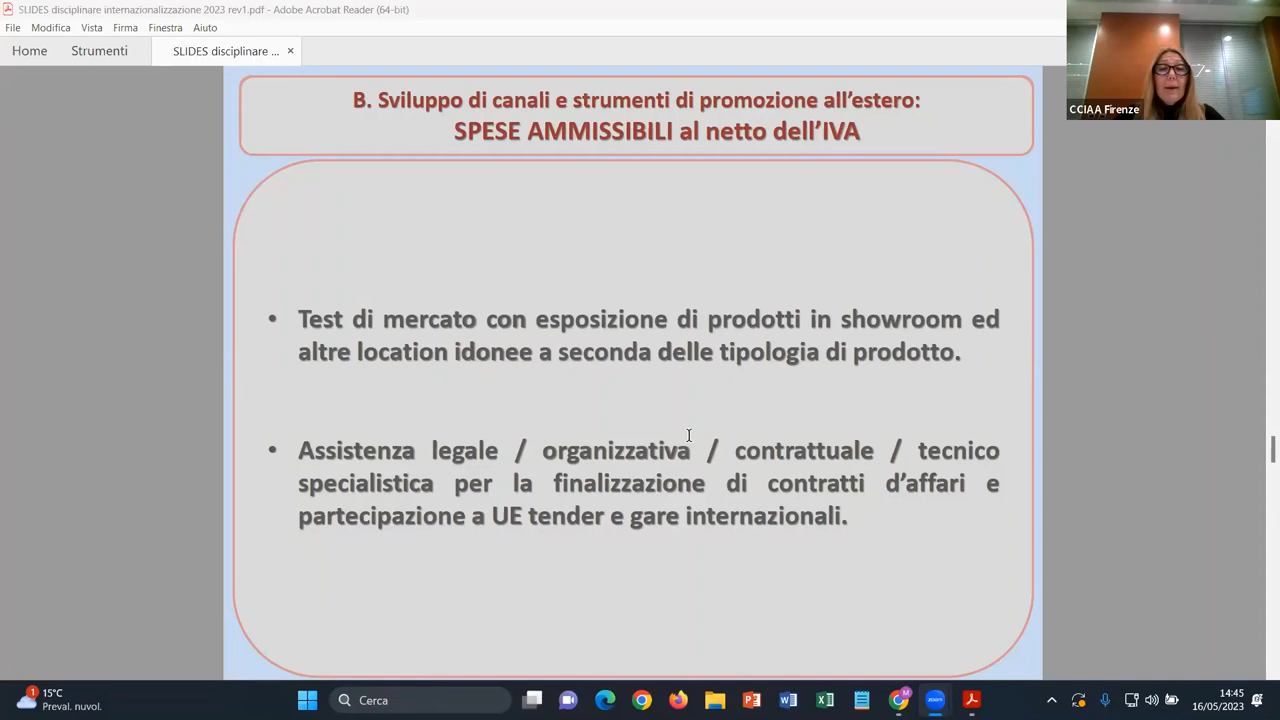 SLIDES disciplinare internazionalizzazione 2023 rev1.pdf - Adobe Acrobat Reader (64-bit)
File Modifica Vista Firma Finestra Aiuto
Home Strumenti SLIDES disciplinare ... ×
CCIAA Firenze
B. Sviluppo di canali e strumenti di promozione all’estero:
SPESE AMMISSIBILI al netto dell’IVA
• Test di mercato con esposizione di prodotti in showroom ed
altre location idonee a seconda delle tipologia di prodotto.
• Assistenza legale / organizzativa / contrattuale / tecnico
specialistica per la finalizzazione di contratti d’affari e
partecipazione a UE tender e gare internazionali.
1
15°C
Preval. nuvol.
Cerca
14:45
16/05/2023